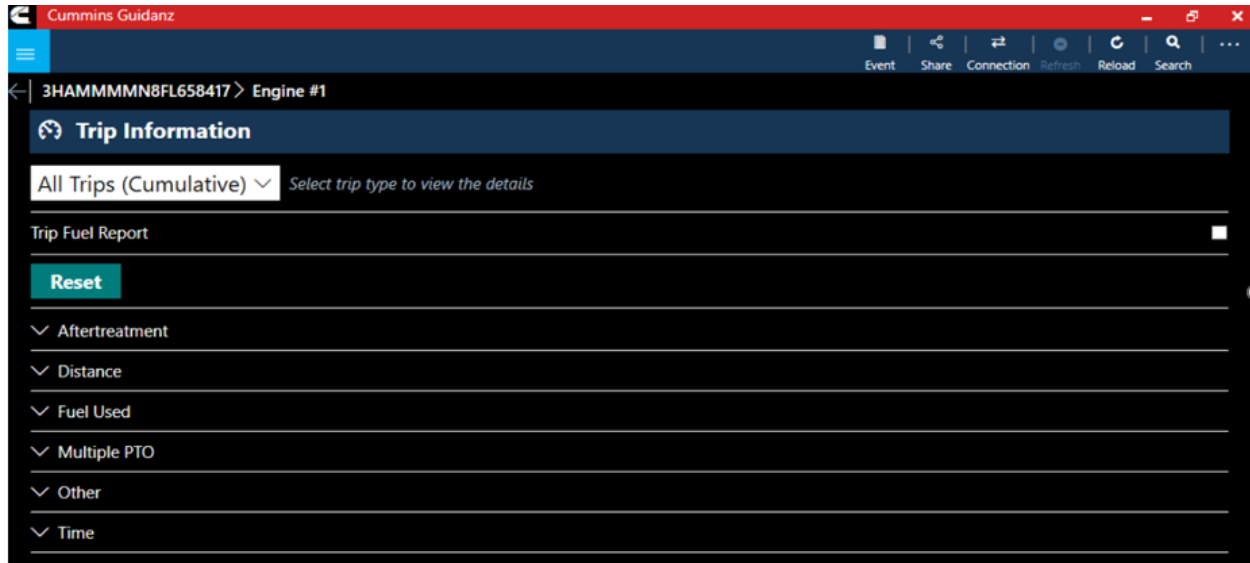 Cummins Guidanz
Event Share Connection Refresh Reload Search
3HAMMMMN8FL658417 > Engine #1
Trip Information
All Trips (Cumulative) Select trip type to view the details
Trip Fuel Report
Reset
Aftertreatment
Distance
Fuel Used
Multiple PTO
Other
Time